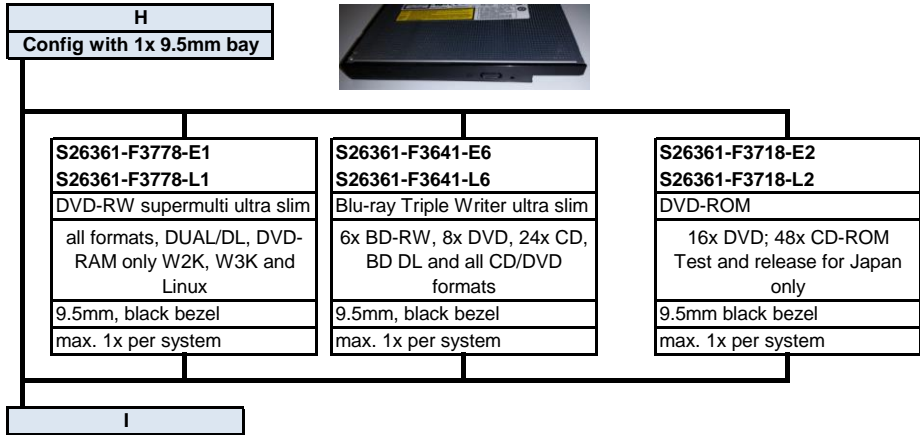 H
Config with 1x 9.5mm bay
S26361-F3778-E1
S26361-F3778-L1
DVD-RW supermulti ultra slim
all formats, DUAL/DL, DVD-
RAM only W2K, W3K and
Linux
9.5mm, black bezel
max. 1x per system
S26361-F3641-E6
S26361-F3641-L6
Blu-ray Triple Writer ultra slim
6x BD-RW, 8x DVD, 24x CD,
BD DL and all CD/DVD
formats
9.5mm, black bezel
max. 1x per system
S26361-F3718-E2
S26361-F3718-L2
DVD-ROM
16x DVD; 48x CD-ROM
Test and release for Japan
only
9.5mm black bezel
max. 1x per system
I